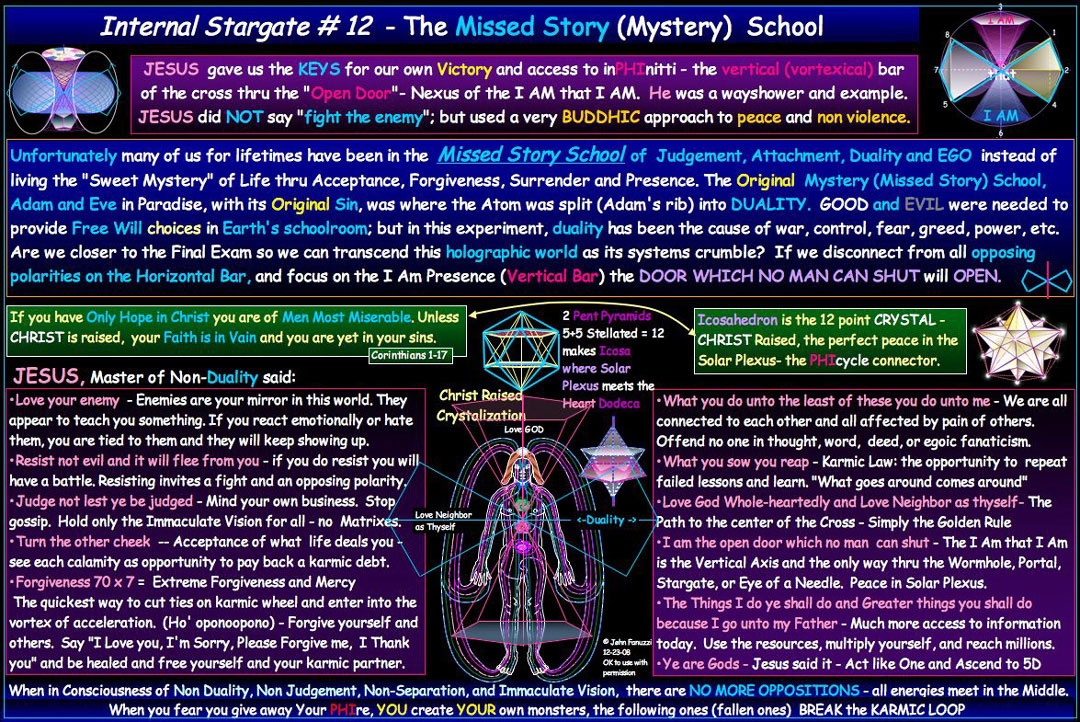 Internal Stargate # 12 - The Missed Story (Mystery) School
JESUS gave us the KEYS for our own Victory and access to inPHInitti - the vertical (vortexical) bar
of the cross thru the "Open Door"- Nexus of the I AM that I AM. He was a wayshower and example.
JESUS did NOT say "fight the enemy"; but used a very BUDDHIC approach to peace and non violence.
3
I AM
1
2
7
that
5
4
I AM
6
Unfortunately many of us for lifetimes have been in the Missed Story School of Judgement, Attachment, Duality and EGO instead of
living the "Sweet Mystery" of Life thru Acceptance, Forgiveness, Surrender and Presence. The Original Mystery (Missed Story) School,
Adam and Eve in Paradise, with its Original Sin, was where the Atom was split (Adam's rib) into DUALITY. GOOD and EVIL were needed to
provide Free Will choices in Earth's schoolroom; but in this experiment, duality has been the cause of war, control, fear, greed, power, etc.
Are we closer to the Final Exam so we can transcend this holographic world as its systems crumble? If we disconnect from all opposing
polarities on the Horizontal Bar, and focus on the I Am Presence (Vertical Bar) the DOOR WHICH NO MAN CAN SHUT will OPEN.
If you have Only Hope in Christ you are of Men Most Miserable. Unless
CHRIST is raised, your Faith is in Vain and you are yet in your sins.
Corinthians 1-17
2 Pent Pyramids
5+5 Stellated = 12
makes Icosa
where Solar
Plexus meets the
Heart Dodeca
Icosahedron is the 12 point CRYSTAL -
CHRIST Raised, the perfect peace in the
Solar Plexus- the PHIcycle connector.
JESUS, Master of Non-Duality said:
•Love your enemy - Enemies are your mirror in this world. They
appear to teach you something. If you react emotionally or hate
them, you are tied to them and they will keep showing up.
•Resist not evil and it will flee from you - if you do resist you will
have a battle. Resisting invites a fight and an opposing polarity.
•Judge not lest ye be judged - Mind your own business. Stop
gossip. Hold only the Immaculate Vision for all - no Matrixes.
•Turn the other cheek -- Acceptance of what life deals you -
see each calamity as opportunity to pay back a karmic debt.
•Forgiveness 70 x 7 = Extreme Forgiveness and Mercy
The quickest way to cut ties on karmic wheel and enter into the
vortex of acceleration. (Ho' oponoopono) - Forgive yourself and
others. Say "I Love you, I'm Sorry, Please Forgive me, I Thank
you" and be healed and free yourself and your karmic partner.
Christ Raised
Crystalization
Love GOD
Love Neighbor
as Thyself
<-Duality ->
© John Fanuzzi
12-23-08
OK to use with
permission
•What you do unto the least of these you do unto me - We are all
connected to each other and all affected by pain of others.
Offend no one in thought, word, deed, or egoic fanaticism.
•What you sow you reap - Karmic Law: the opportunity to repeat
failed lessons and learn. "What goes around comes around"
•Love God Whole-heartedly and Love Neighbor as thyself- The
Path to the center of the Cross - Simply the Golden Rule
•I am the open door which no man can shut - The I Am that I Am
is the Vertical Axis and the only way thru the Wormhole, Portal,
Stargate, or Eye of a Needle. Peace in Solar Plexus.
•The Things I do ye shall do and Greater things you shall do
because I go unto my Father - Much more access to information
today. Use the resources, multiply yourself, and reach millions.
•Ye are Gods - Jesus said it - Act like One and Ascend to 5D
When in Consciousness of Non Duality, Non Judgement, Non-Separation, and Immaculate Vision, there are NO MORE OPPOSITIONS - all energies meet in the Middle.
When you fear you give away Your PHIre, YOU create YOUR own monsters, the following ones (fallen ones) BREAK the KARMIC LOOP